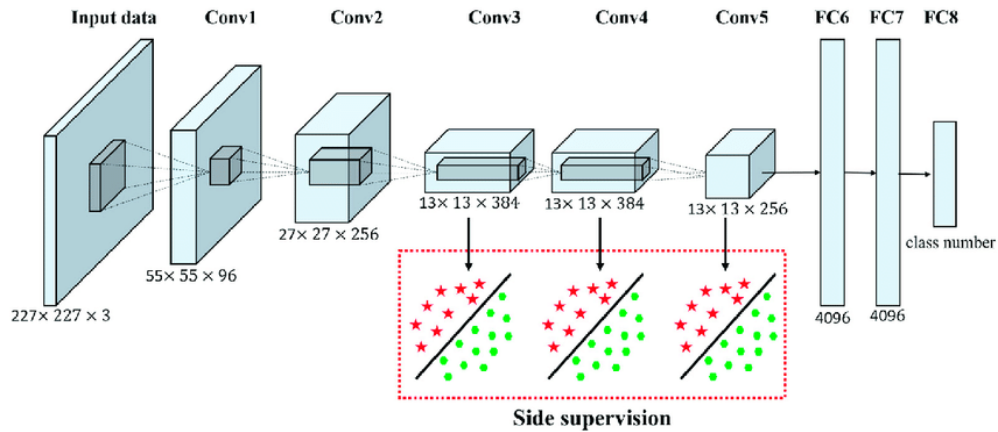 Input data
Conv1
Conv2
Conv3
Conv4
Conv5
FC6
FC7
FC8
227× 227 × 3
55× 55 × 96
27× 27 × 256
13× 13 × 384
13× 13 × 384
13× 13 × 256
4096
4096
class number
Side supervision